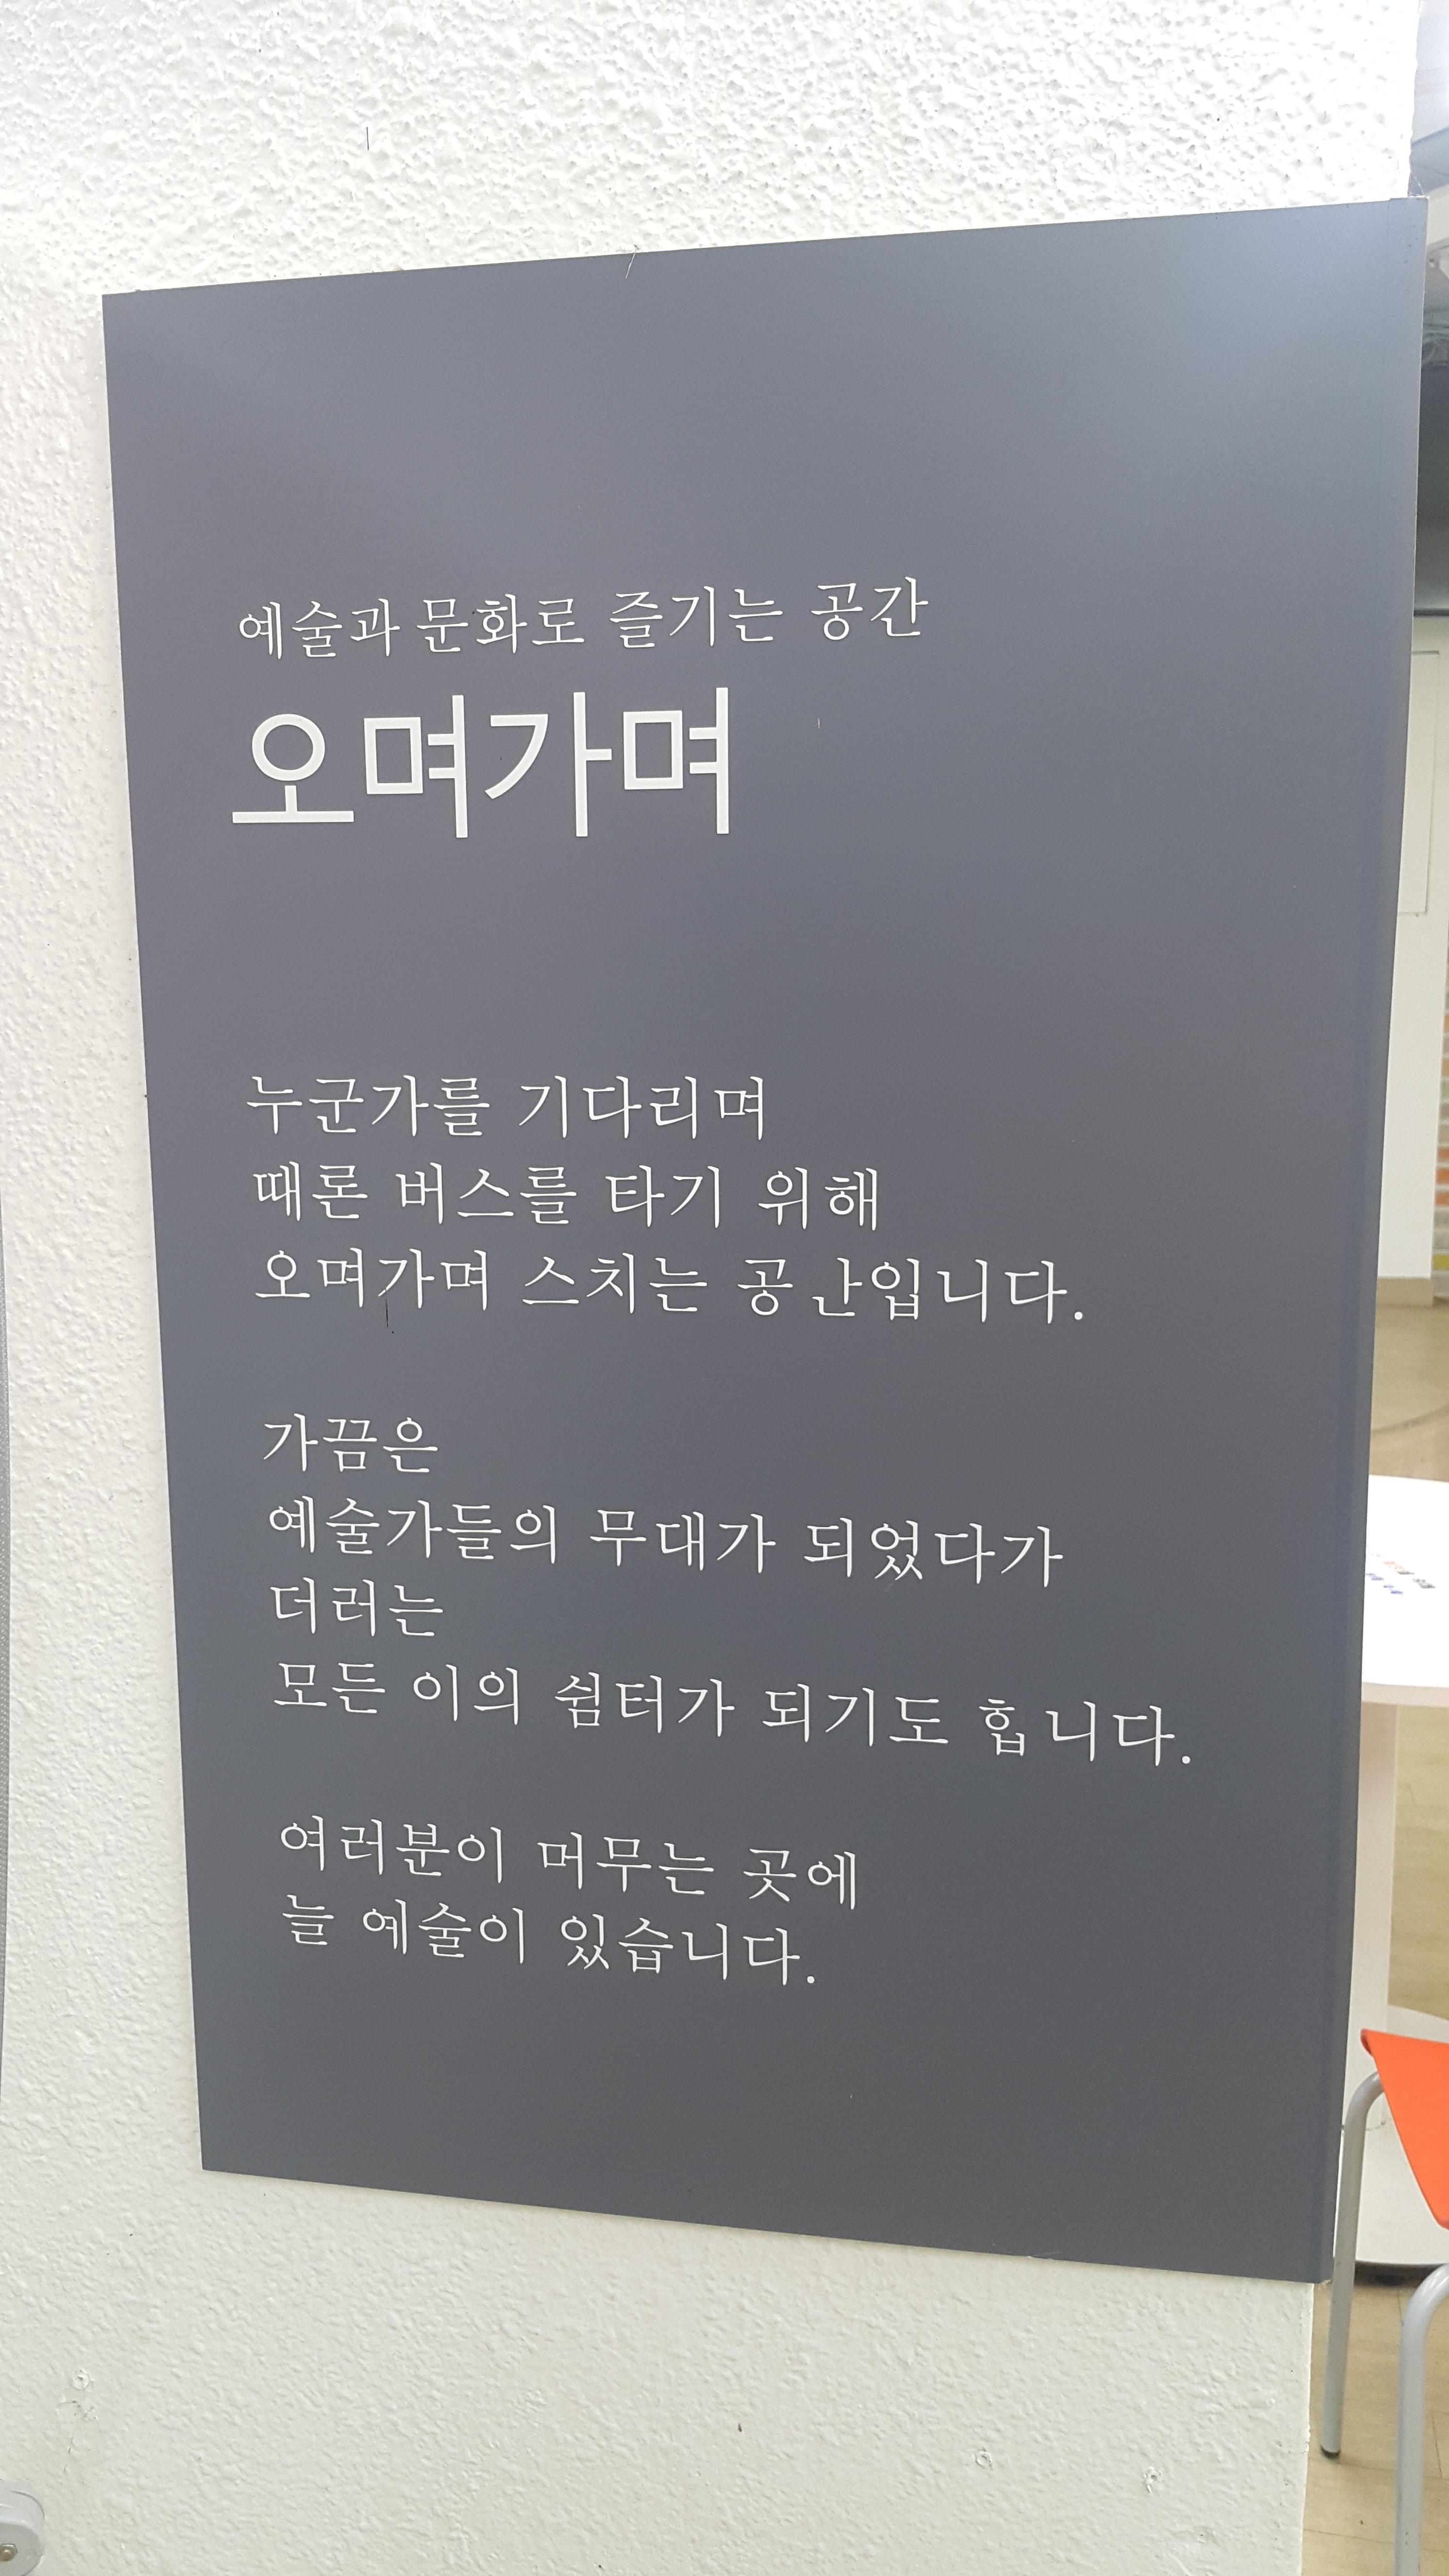 예술과 문화로 즐기는 공간
오며가며
누군가를 기다리며
때론 버스를 타기 위해
오며가며 스치는 공간입니다.
가끔은
예술가들의 무대가 되었다가
더러는
모든 이의 쉼터가 되기도 합니다.
여러분이 머무는 곳에
늘 예술이 있습니다.